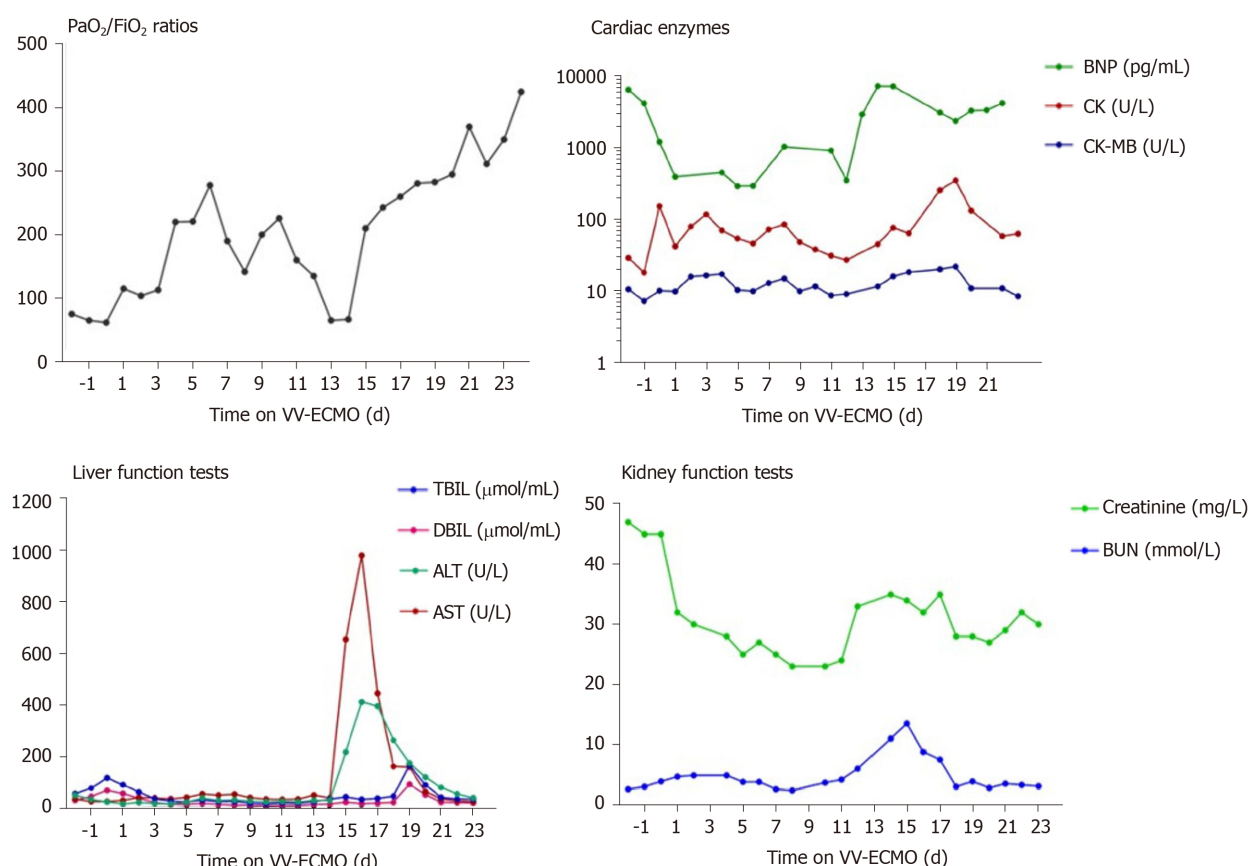 PaO₂/FiO₂ ratios
500
400
300
200
100
0
-1 1 3 5 7 9 11 13 15 17 19 21 23
Time on VV-ECMO (d)
Cardiac enzymes
10000
1000
100
10
1
-1 1 3 5 7 9 11 13 15 17 19 21
Time on VV-ECMO (d)
BNP (pg/mL)
CK (U/L)
CK-MB (U/L)
Liver function tests
1200
1000
800
600
400
200
0
-1 1 3 5 7 9 11 13 15 17 19 21 23
Time on VV-ECMO (d)
TBIL (μmol/mL)
DBIL (μmol/mL)
ALT (U/L)
AST (U/L)
Kidney function tests
50
40
30
20
10
0
-1 1 3 5 7 9 11 13 15 17 19 21 23
Time on VV-ECMO (d)
Creatinine (mg/L)
BUN (mmol/L)